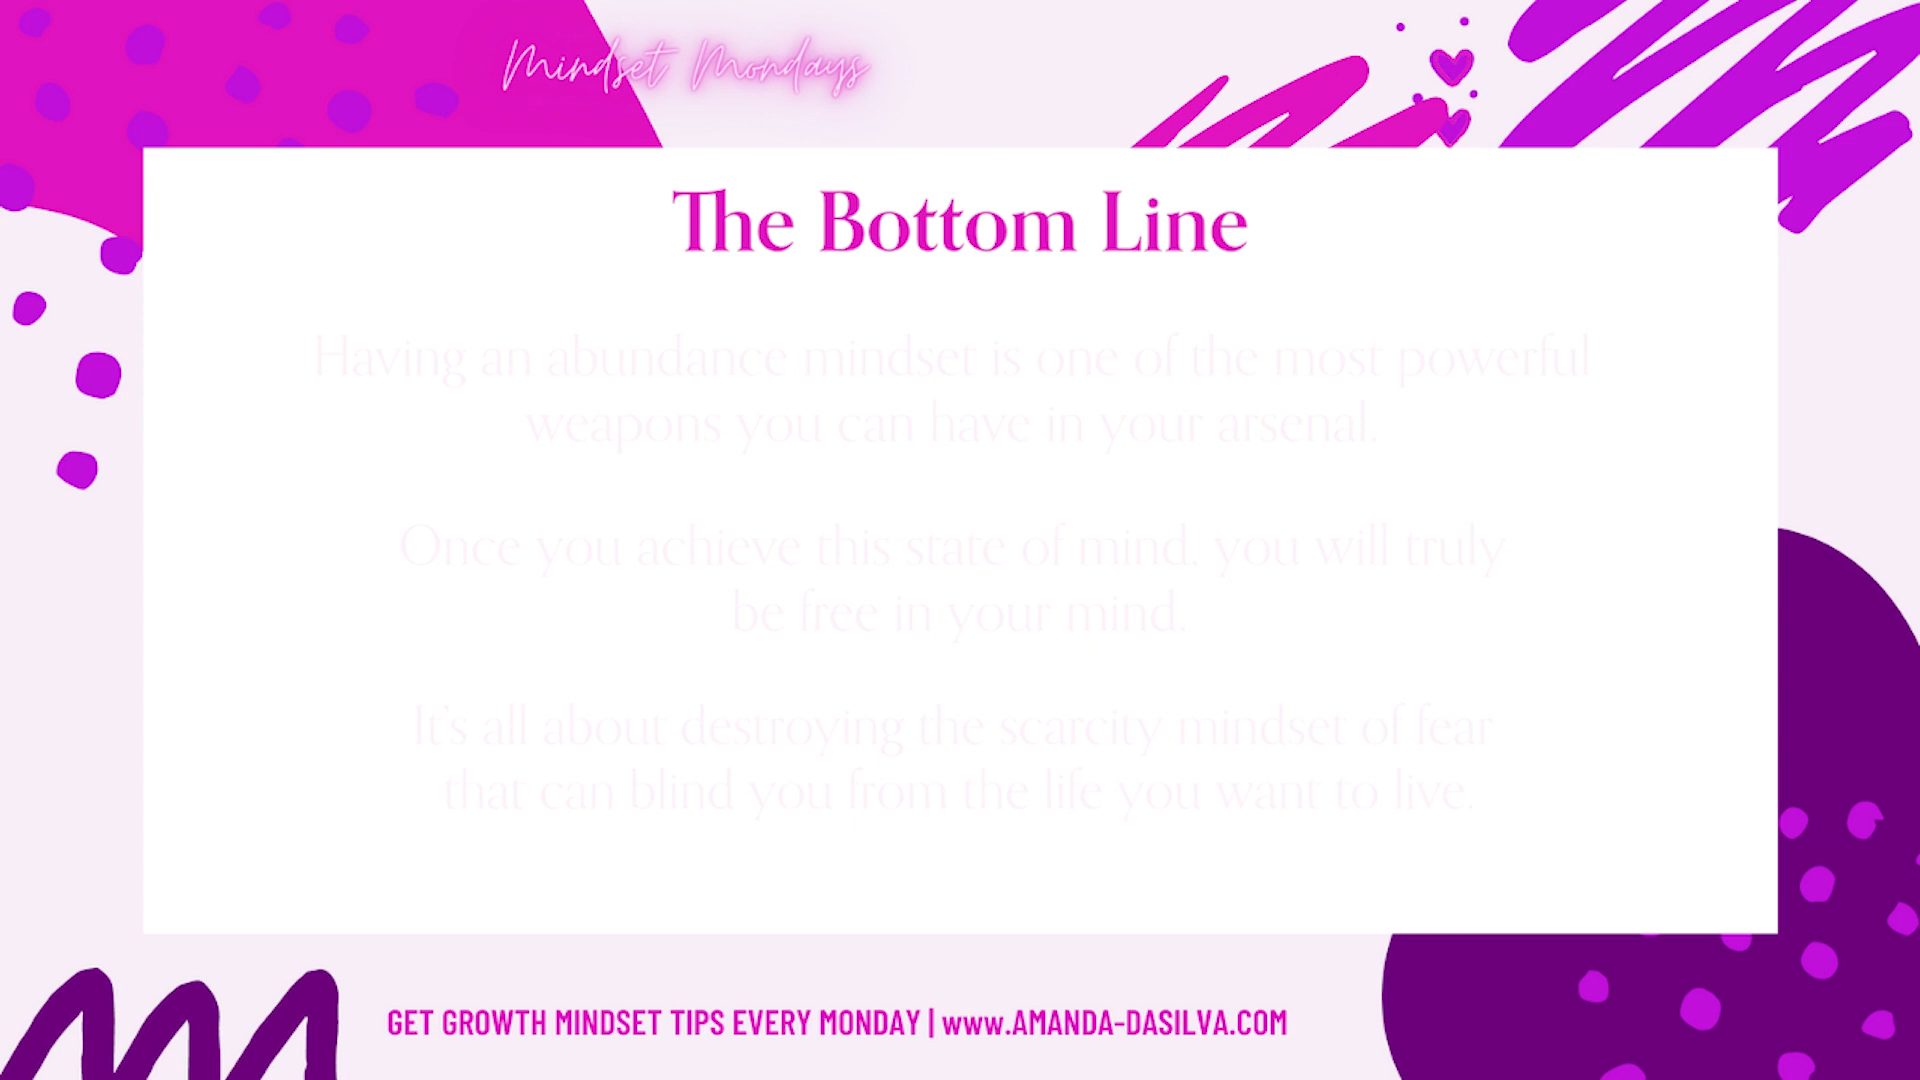 Mindset Mondays
The Bottom Line
Having an abundance mindset is one of the most powerful
weapons you can have in your arsenal.
Once you achieve this state of mind, you will truly
be free in your mind.
It's all about destroying the scarcity mindset of fear
that can blind you from the life you want to live.
GET GROWTH MINDSET TIPS EVERY MONDAY | www.AMANDA-DASILVA.COM